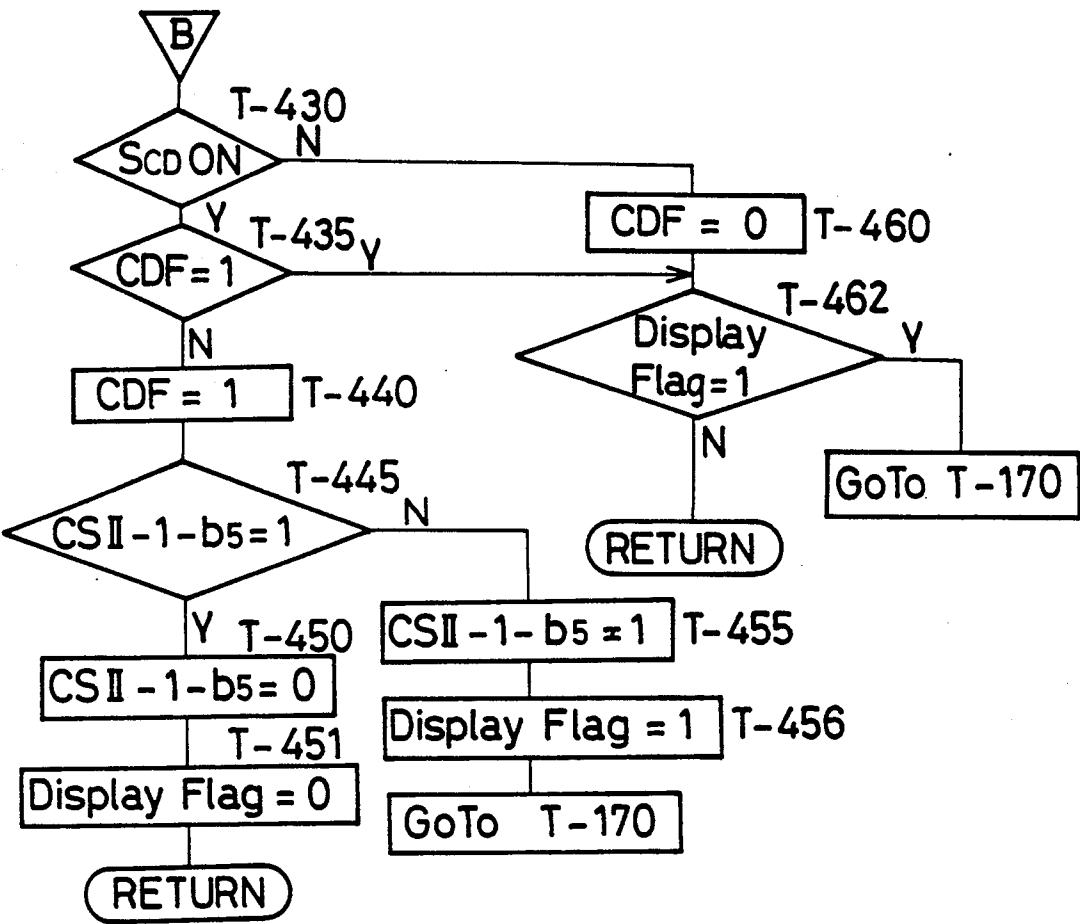 B
T-430
SCD ON
N
Y
CDF = 0
T-460
T-435
CDF = 1
Y
T-462
N
Display
Flag = 1
Y
CDF = 1
T-440
N
GoTo T-170
T-445
CSII-1-b5 = 1
N
RETURN
Y
T-450
CSII-1-b5 = 1
T-455
CSII-1-b5 = 0
Display Flag = 1
T-456
T-451
Display Flag = 0
GoTo T-170
RETURN